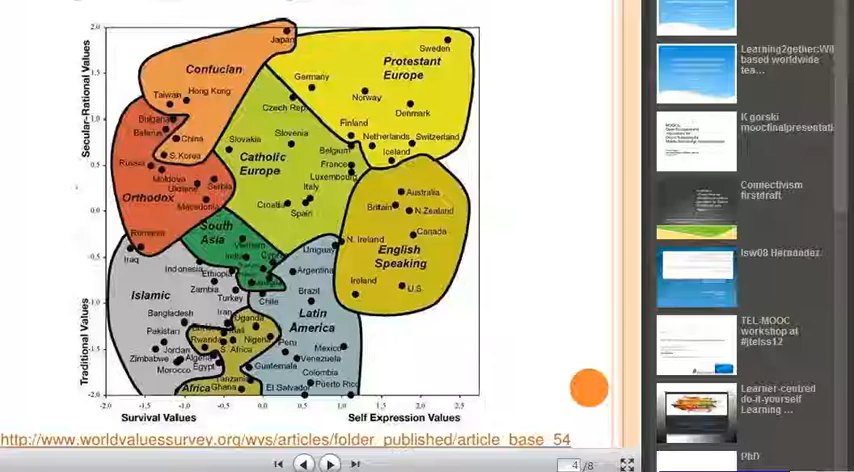 2.0
Japan
Sweden
Confucian
Protestant
Europe
Germany
1.5
Taiwan
Hong Kong
Czech Rep.
Norway
Denmark
1.0
Bulgaria
Belarus
China
Slovakia
Slovenia
Finland
Netherlands
Switzerland
Belgium
Iceland
S.Korea
Catholic
Europe
France
0.5
Russia
Moldova
Ukraine
Serbia
Luxembourg
Italy
Australia
Orthodox
Macedonia
Croatia
Spain
Britain
N.Zealand
0.0
Romania
South
Asia
Vietnam
Uruguay
N. Ireland
Canada
English
Speaking
-0.5
Iraq
Indonesia
India
Ethiopia
Argentina
Zambia
Turkey
Chile
Brazil
Ireland
U.S.
Islamic
Latin
America
Bangladesh
Iran
Uganda
Pakistan
Mali
Rwanda
Nigeria
Peru
Mexico
Jordan
S. Africa
Zimbabwe
Algeria
Venezuela
Morocco
Egypt
Guatemala
Colombia
Tanzania
Puerto Rico
Africa
Ghana
El Salvador
-2.0
Secular-Rational Values
Traditional Values
-2.0 -1.5 -1.0 -0.5 0.0 0.5 1.0 1.5 2.0 2.5
Survival Values
Self Expression Values
http://www.worldvaluessurvey.org/wvs/articles/folder_published/article_base_54
4 /8
Learning2gether:Wil
based worldwide
tea...
K gorski
moocfinalpresentati
Connectivism
firstdraft
lsw08 Hernandez
TEL-MOOC
workshop at
#jtelss12
Learner-centred
do-it-yourself
Learning ...
PhD